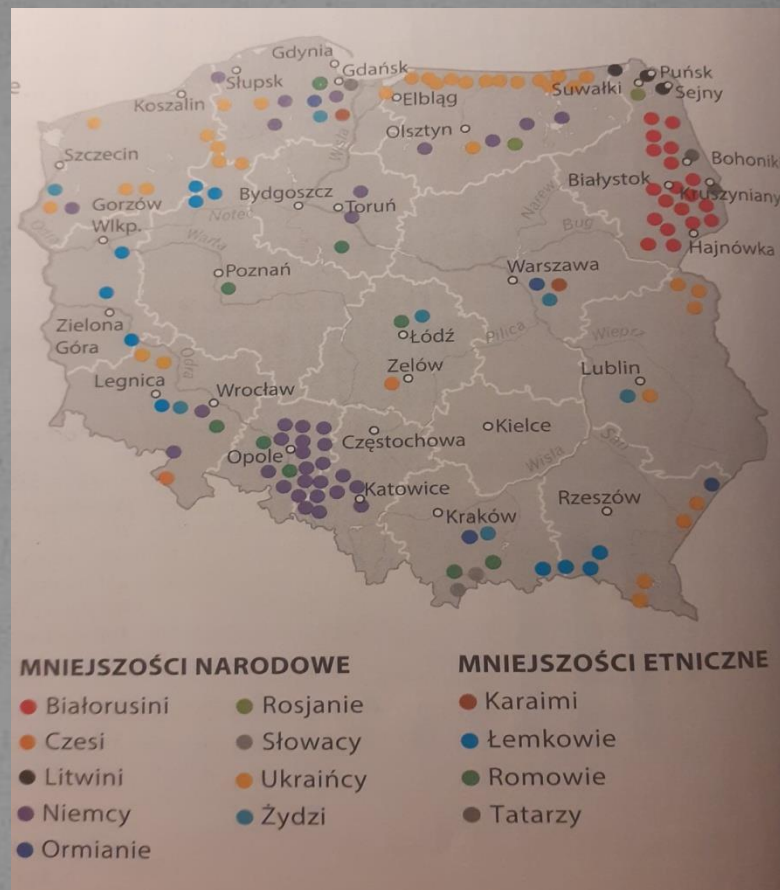 Gdynia
Gdańsk
Słupsk
Koszalin
Elbląg
Suwałki
Puńsk
Sejny
Olsztyn
Szczecin
Bohonik
Białystok
Kruszyniany
Hajnówka
Bydgoszcz
Toruń
Wisła
Narew
Bug
Gorzów
Wlkp.
Noteć
Warta
Odra
Poznań
Warszawa
Zielona
Góra
Odra
Łódź
Pilica
Wieprz
Zelów
Lublin
Legnica
Wrocław
Opole
Częstochowa
Kielce
Wisła
San
Katowice
Kraków
Rzeszów
MNIEJSZOŚCI NARODOWE
Białorusini
Czesi
Litwini
Niemcy
Ormianie
Rosjanie
Słowacy
Ukraińcy
Żydzi
MNIEJSZOŚCI ETNICZNE
Karaimi
Łemkowie
Romowie
Tatarzy